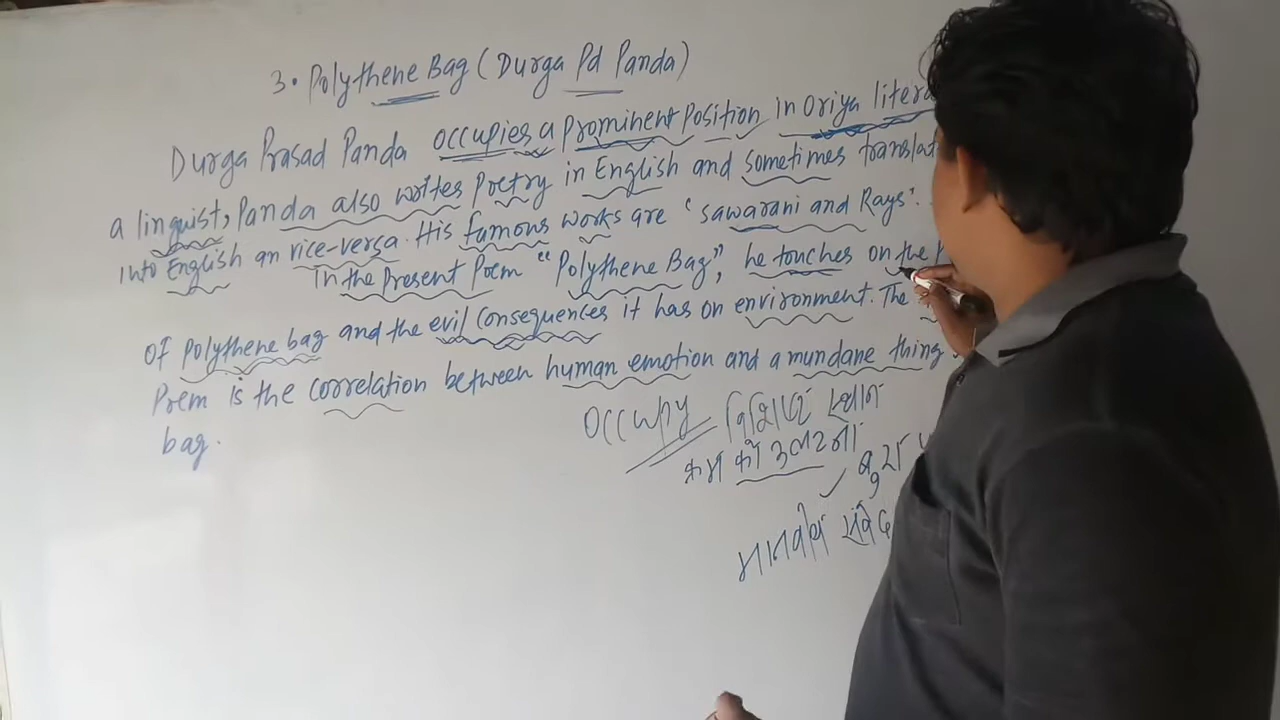 3. Polythene Bag (Durga Pd Panda)
Durga Prasad Panda occupies a prominent position in Oriya litera
a linguist, Panda also writes Poetry in English and sometimes translat
into English an vice-versa. His famous works are "Sawarani and Rays".
In the Present Poem "Polythene Bag", he touches on the
of polythene bag and the evil consequences it has on environment. The
Poem is the correlation between human emotion and a mundane thing
bag.
Occupy स्थान
मानवीय